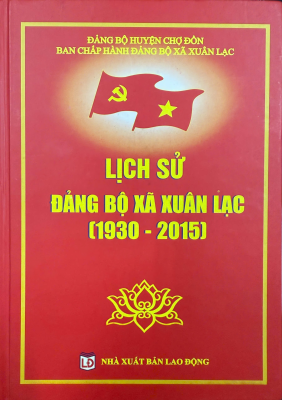 ĐẢNG BỘ HUYỆN CHỢ ĐỒN
BAN CHẤP HÀNH ĐẢNG BỘ XÃ XUÂN LẠC
LỊCH SỬ
ĐẢNG BỘ XÃ XUÂN LẠC
(1930 - 2015)
LĐ
NHÀ XUẤT BẢN LAO ĐỘNG